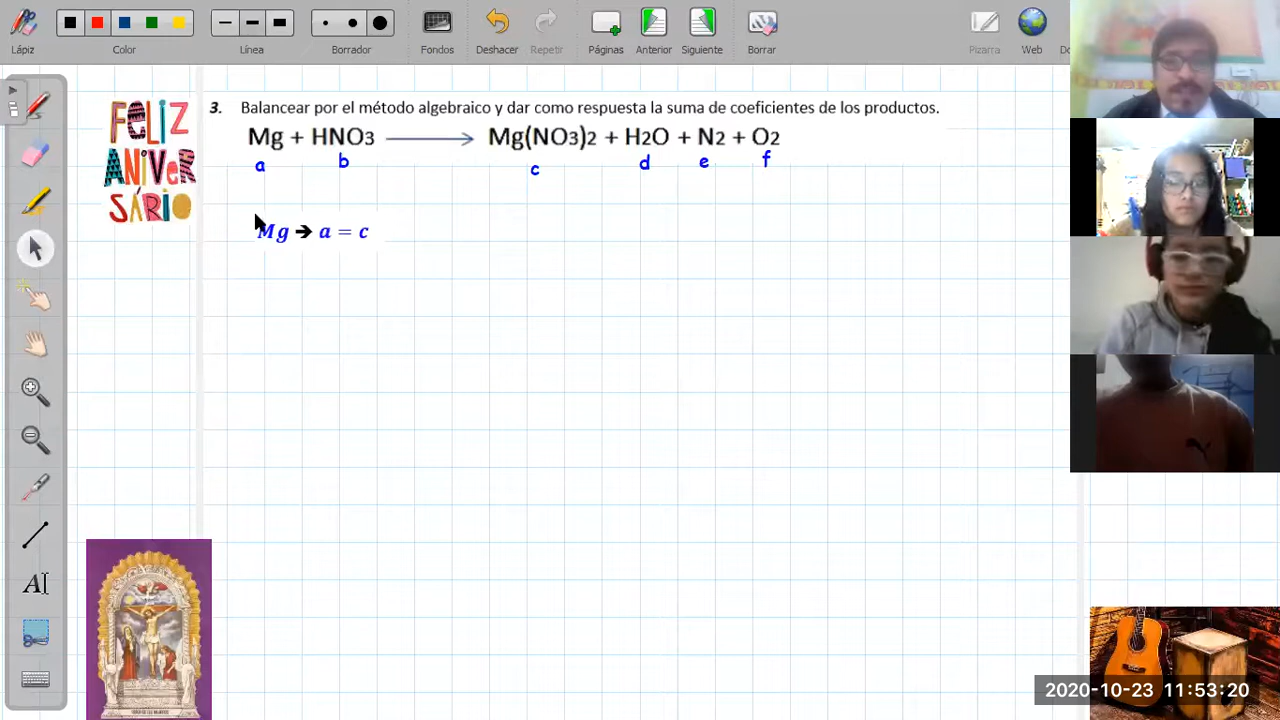 Lápiz
Color
Línea
Borrador
Fondos
Deshacer
Repetir
Páginas
Anterior
Siguiente
Borrar
Pizarra
Web
FELIZ
ANIVER
SÁRIO
3. Balancear por el método algebraico y dar como respuesta la suma de coeficientes de los productos.
Mg + HNO3 ⟶ Mg(NO3)2 + H2O + N2 + O2
a b c d e f
Mg ➔ a = c
A
2020-10-23 11:53:20